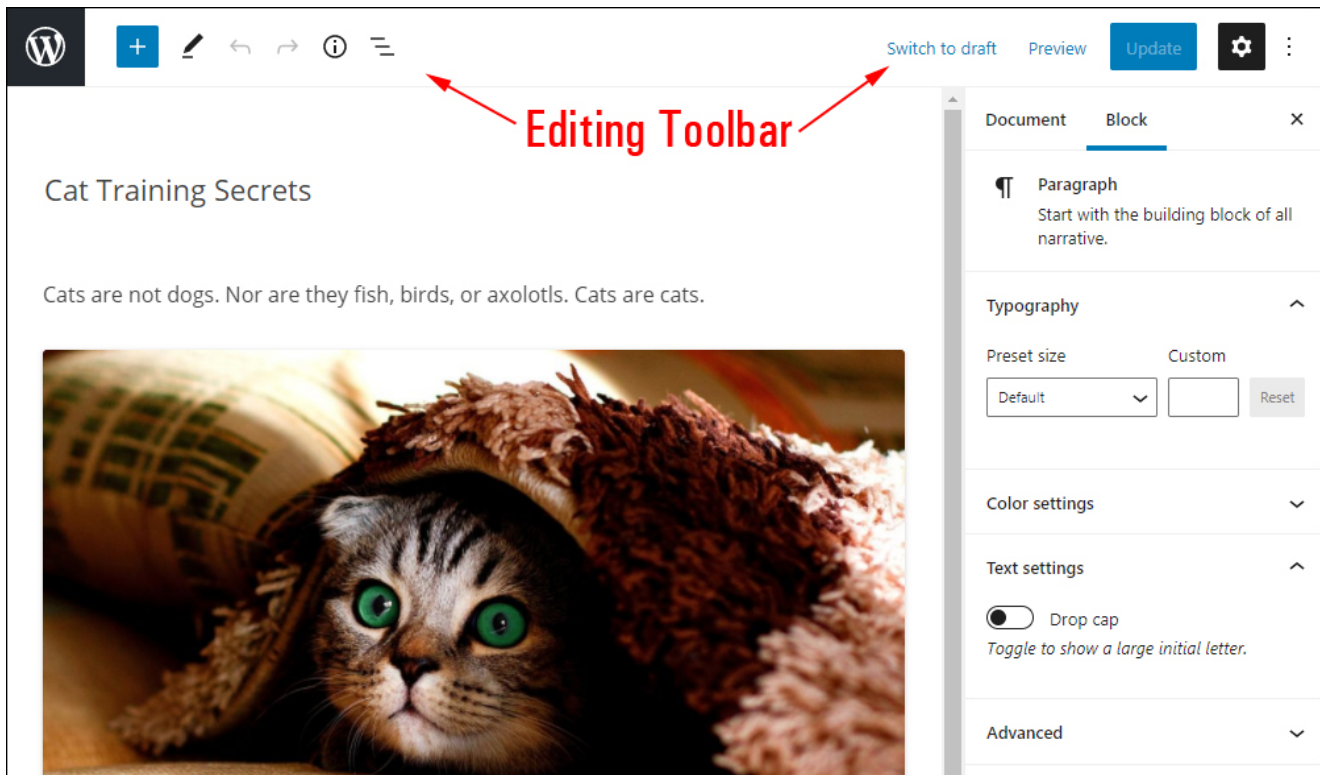 Switch to draft Preview Update
Editing Toolbar
Document Block
Cat Training Secrets
Paragraph
Start with the building block of all
narrative.
Cats are not dogs. Nor are they fish, birds, or axolotls. Cats are cats.
Typography
Preset size Custom
Default Reset
Color settings
Text settings
Drop cap
Toggle to show a large initial letter.
Advanced